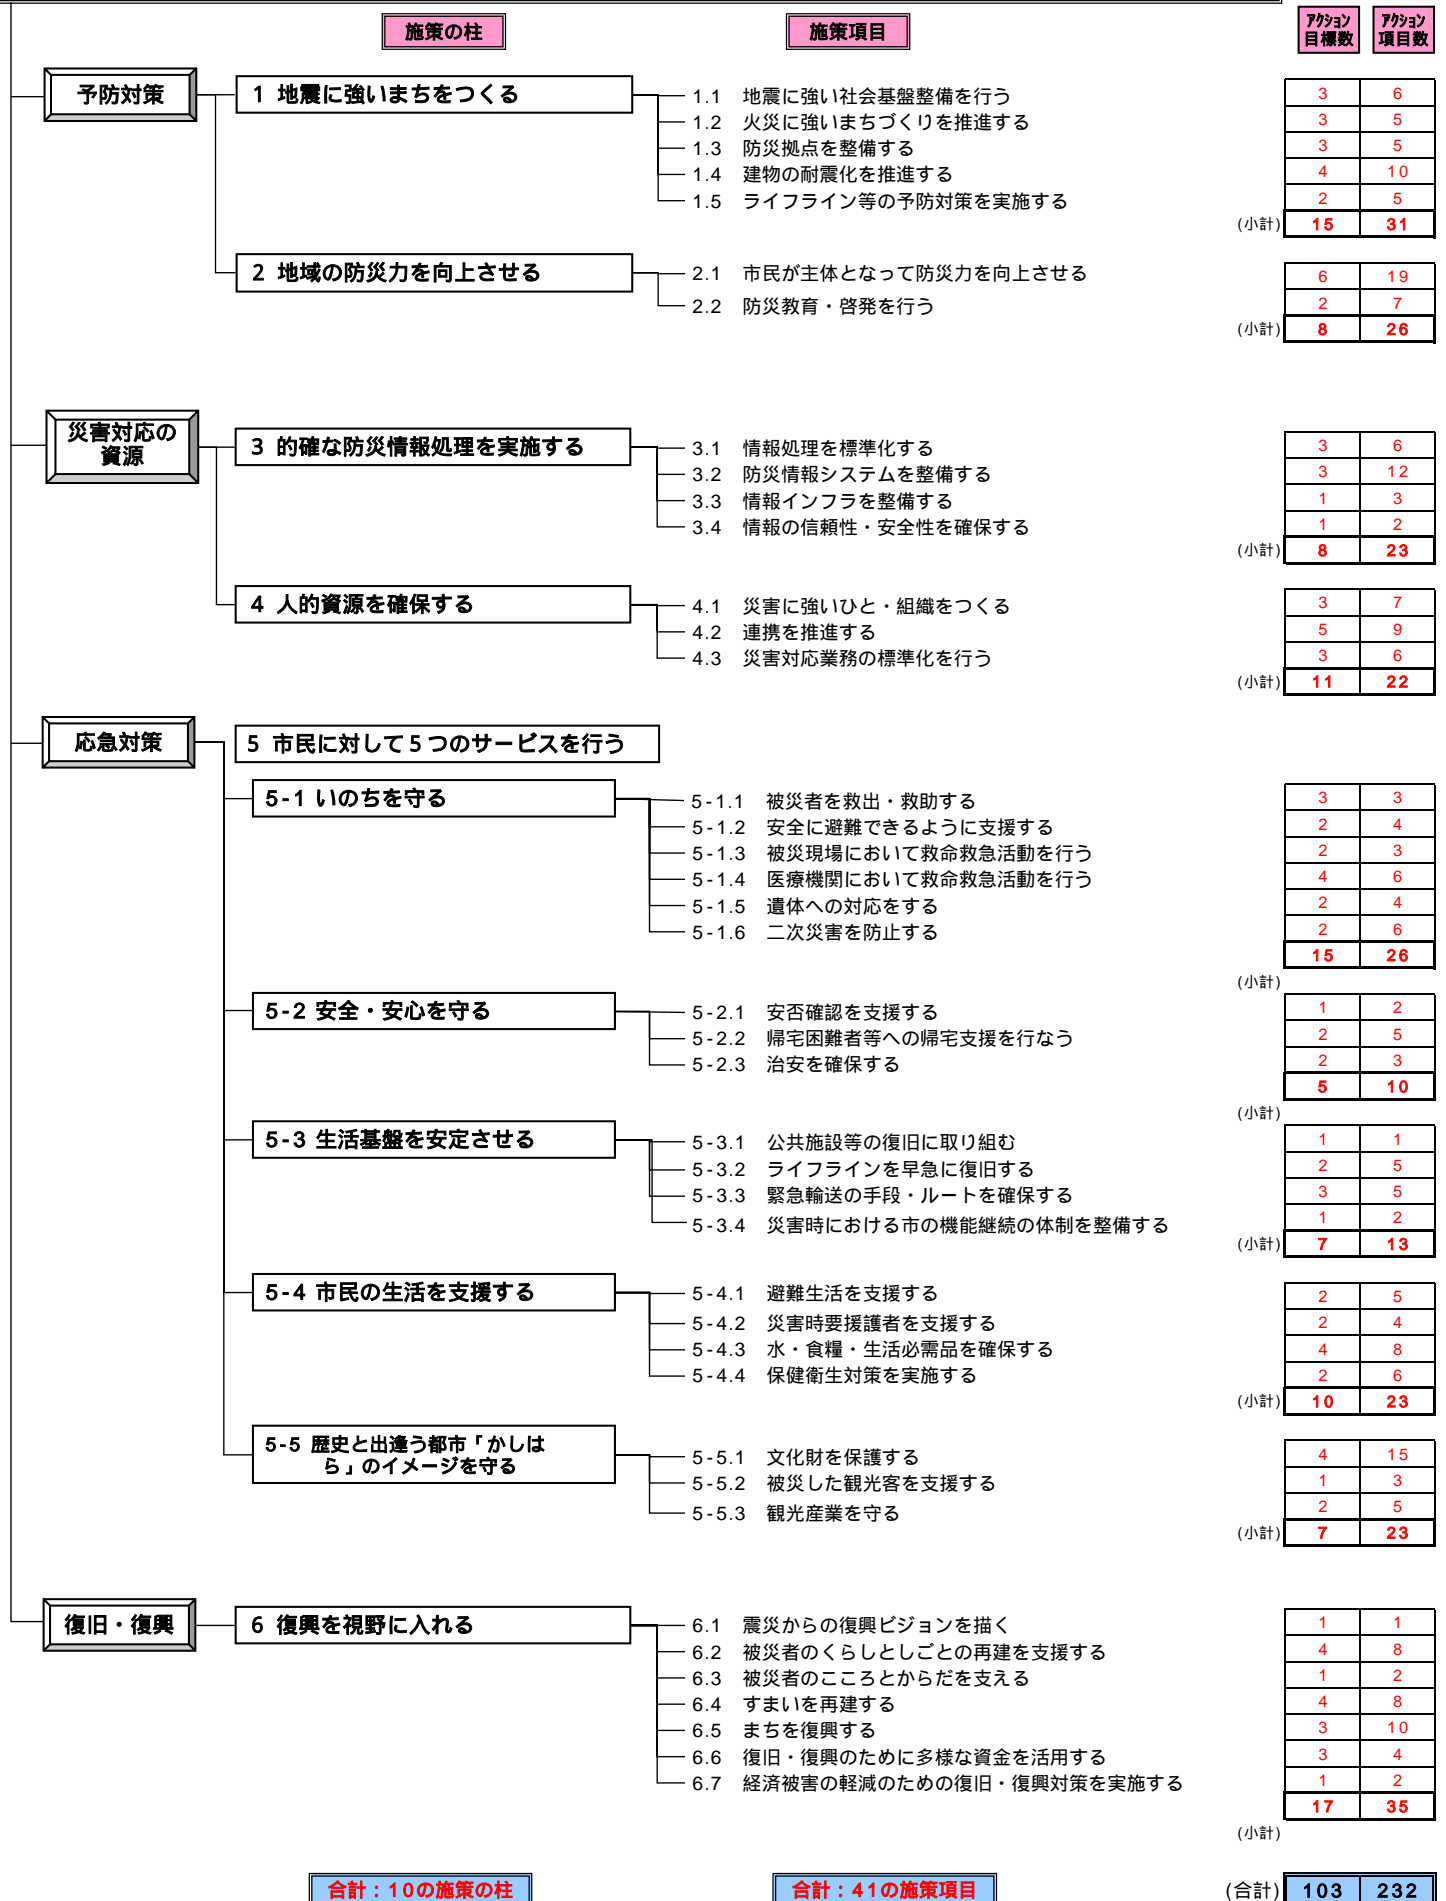 施策の柱 施策項目 アクション目標数 アクション項目数
予防対策
1 地震に強いまちをつくる
1.1 地震に強い社会基盤整備を行う 3 6
1.2 火災に強いまちづくりを推進する 3 5
1.3 防災拠点を整備する 3 5
1.4 建物の耐震化を推進する 4 10
1.5 ライフライン等の予防対策を実施する 2 5
(小計) 15 31
2 地域の防災力を向上させる
2.1 市民が主体となって防災力を向上させる 6 19
2.2 防災教育・啓発を行う 2 7
(小計) 8 26
災害対応の
資源
3 的確な防災情報処理を実施する
3.1 情報処理を標準化する 3 6
3.2 防災情報システムを整備する 3 12
3.3 情報インフラを整備する 1 3
3.4 情報の信頼性・安全性を確保する 1 2
(小計) 8 23
4 人的資源を確保する
4.1 災害に強いひと・組織をつくる 3 7
4.2 連携を推進する 5 9
4.3 災害対応業務の標準化を行う 3 6
(小計) 11 22
応急対策
5 市民に対して５つのサービスを行う
5-1 いのちを守る
5-1.1 被災者を救出・救助する 3 3
5-1.2 安全に避難できるように支援する 2 4
5-1.3 被災現場において救命救急活動を行う 2 3
5-1.4 医療機関において救命救急活動を行う 4 6
5-1.5 遺体への対応をする 2 4
5-1.6 二次災害を防止する 2 6
15 26
(小計)
5-2 安全・安心を守る
5-2.1 安否確認を支援する 1 2
5-2.2 帰宅困難者等への帰宅支援を行なう 2 5
5-2.3 治安を確保する 2 3
5 10
(小計)
5-3 生活基盤を安定させる
5-3.1 公共施設等の復旧に取り組む 1 1
5-3.2 ライフラインを早急に復旧する 2 5
5-3.3 緊急輸送の手段・ルートを確保する 3 5
5-3.4 災害時における市の機能継続の体制を整備する 1 2
(小計) 7 13
5-4 市民の生活を支援する
5-4.1 避難生活を支援する 2 5
5-4.2 災害時要援護者を支援する 2 4
5-4.3 水・食糧・生活必需品を確保する 4 8
5-4.4 保健衛生対策を実施する 2 6
(小計) 10 23
5-5 歴史と出逢う都市「かしは
ら」のイメージを守る
5-5.1 文化財を保護する 4 15
5-5.2 被災した観光客を支援する 1 3
5-5.3 観光産業を守る 2 5
(小計) 7 23
復旧・復興
6 復興を視野に入れる
6.1 震災からの復興ビジョンを描く 1 1
6.2 被災者のくらしとしごとの再建を支援する 4 8
6.3 被災者のこころとからだを支える 1 2
6.4 すまいを再建する 4 8
6.5 まちを復興する 3 10
6.6 復旧・復興のために多様な資金を活用する 3 4
6.7 経済被害の軽減のための復旧・復興対策を実施する 1 2
17 35
(小計)
合計：10の施策の柱 合計：41の施策項目 (合計) 103 232